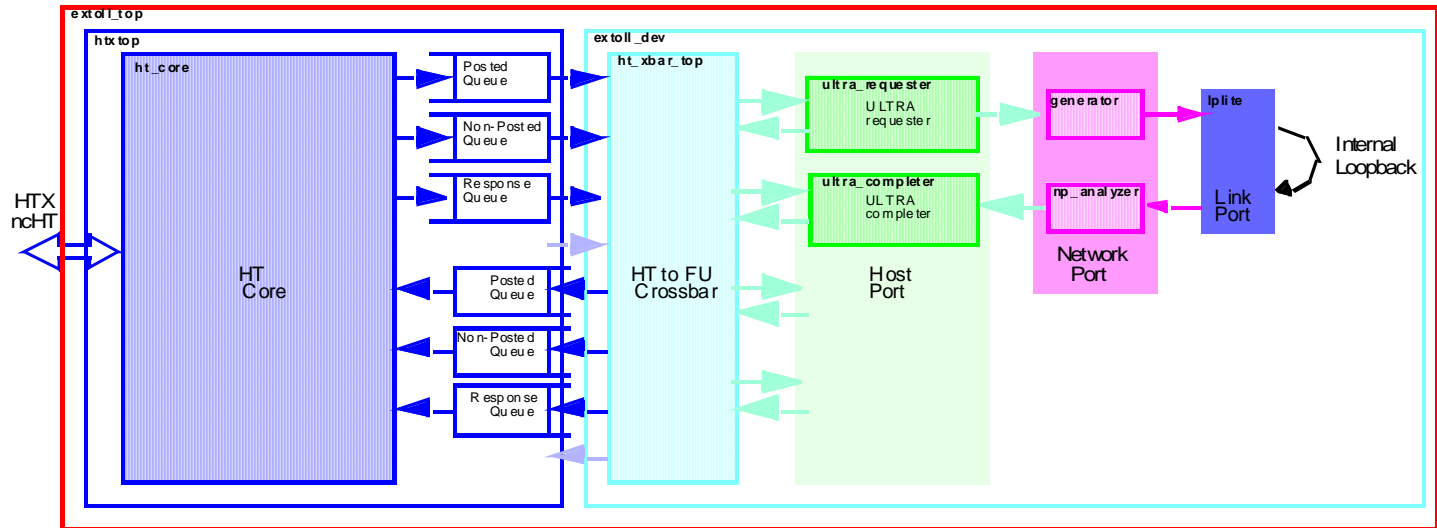 extoll_top
htxtop
extoll_dev
ht_core
Posted
Queue
ht_xbar_top
ultra_requester
ULTRA
requester
generator
lplite
Non-Posted
Queue
Internal
Loopback
Response
Queue
ultra_completer
ULTRA
completer
np_analyzer
Link
Port
HTX
ncHT
HT
Core
Posted
Queue
HT to FU
Crossbar
Host
Port
Network
Port
Non-Posted
Queue
Response
Queue